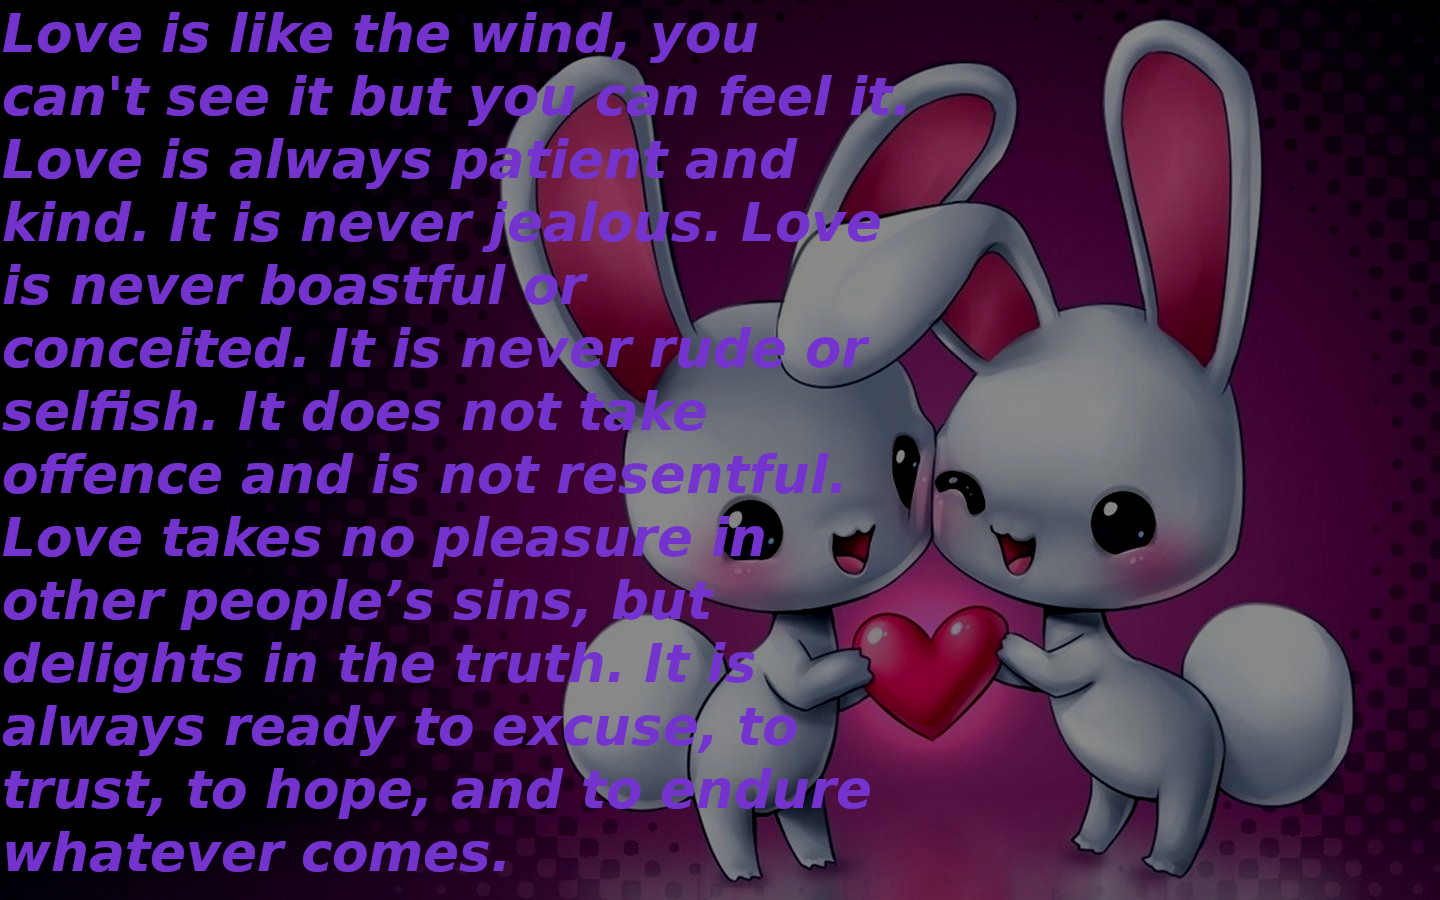 Love is like the wind, you
can't see it but you can feel it.
Love is always patient and
kind. It is never jealous. Love
is never boastful or
conceited. It is never rude or
selfish. It does not take
offence and is not resentful.
Love takes no pleasure in
other people’s sins, but
delights in the truth. It is
always ready to excuse, to
trust, to hope, and to endure
whatever comes.